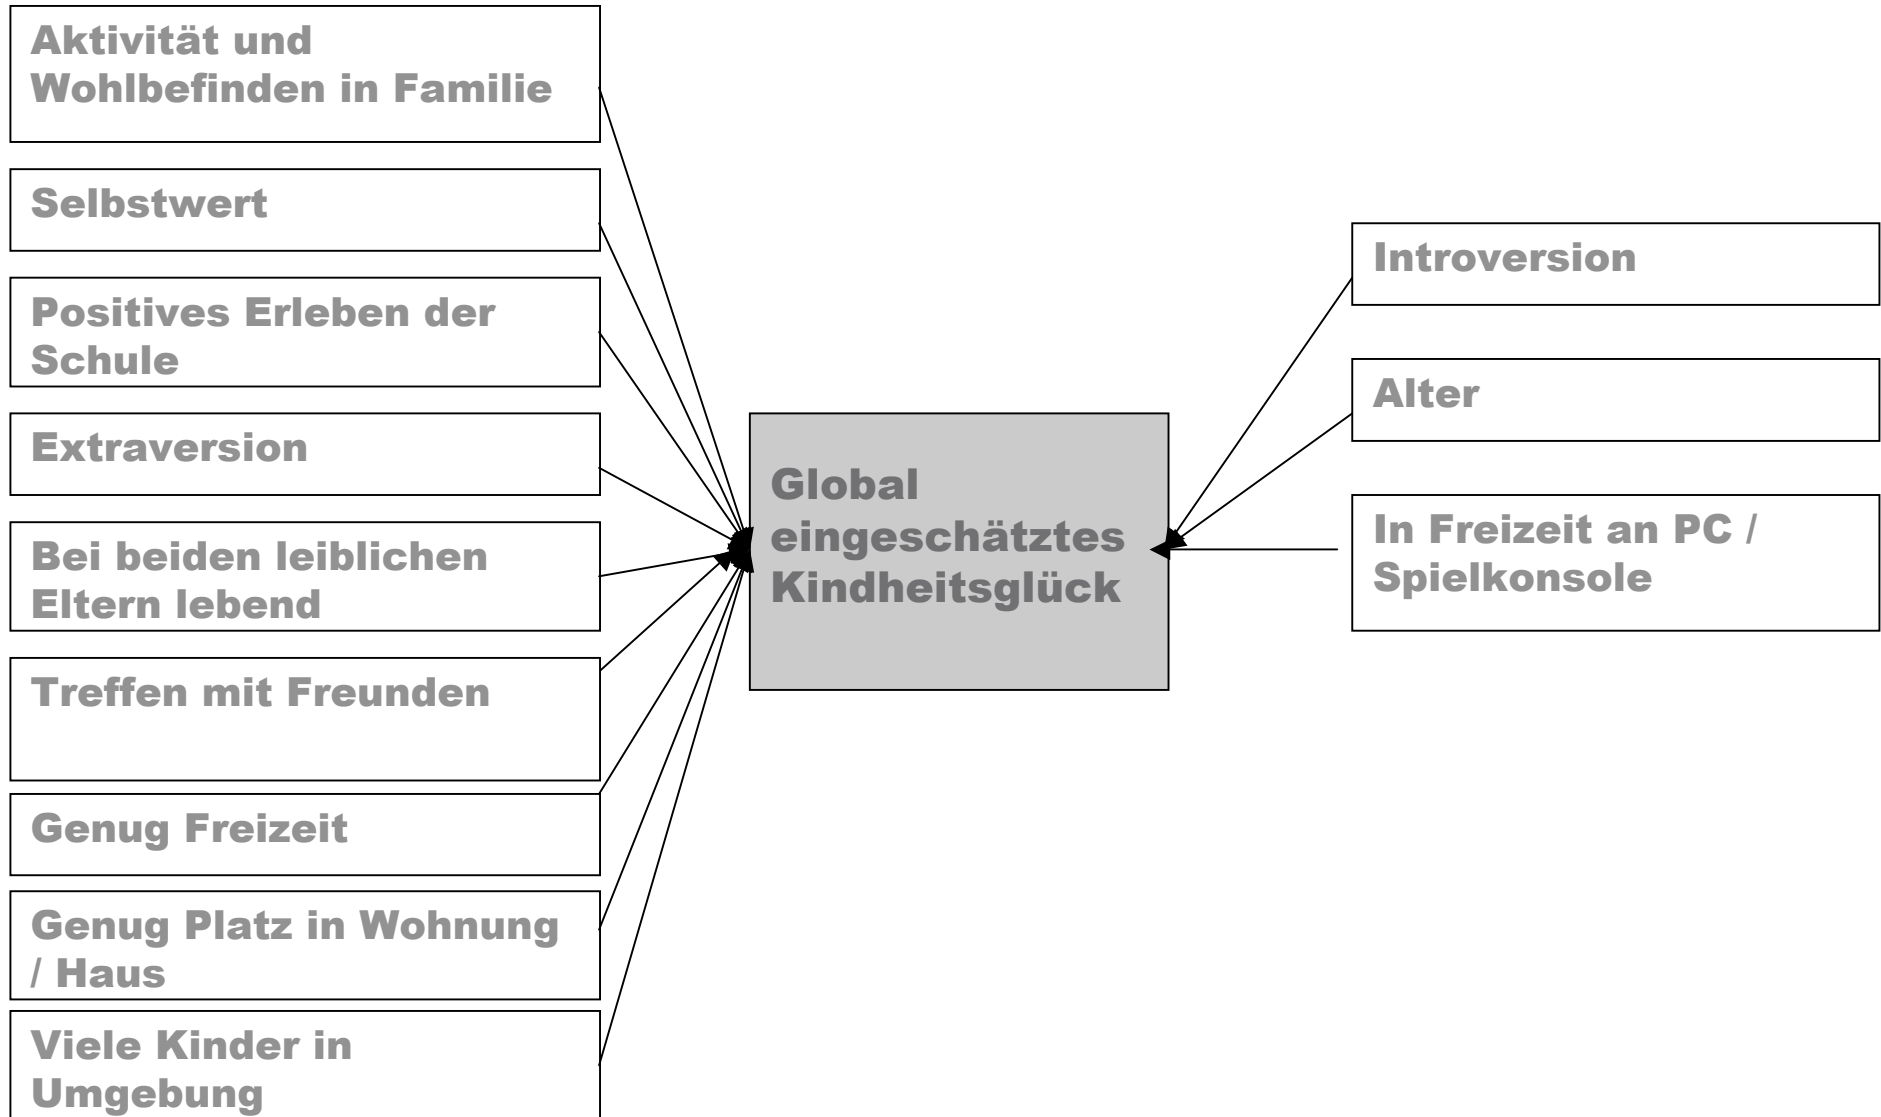 Aktivität und
Wohlbefinden in Familie
Selbstwert
Positives Erleben der
Schule
Extraversion
Bei beiden leiblichen
Eltern lebend
Treffen mit Freunden
Genug Freizeit
Genug Platz in Wohnung
/ Haus
Viele Kinder in
Umgebung
Global
eingeschätztes
Kindheitsglück
Introversion
Alter
In Freizeit an PC /
Spielkonsole